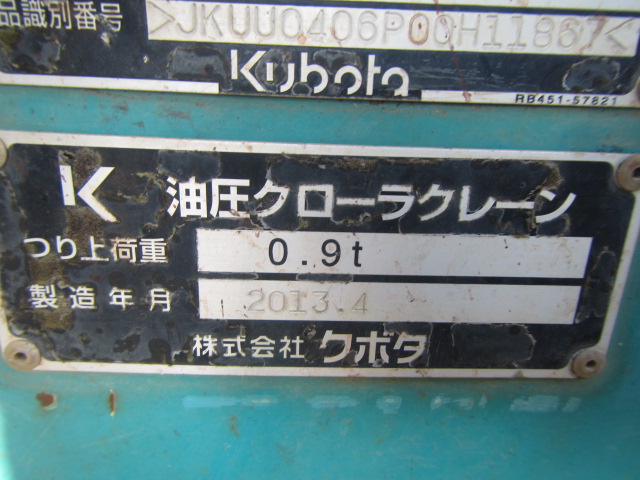 品識別番号 >JKUU0406P00H11867<
Kubota
RB451-57821
K 油圧クローラクレーン
つり上荷重 0.9t
製造年月 2013.4
株式会社 クボタ